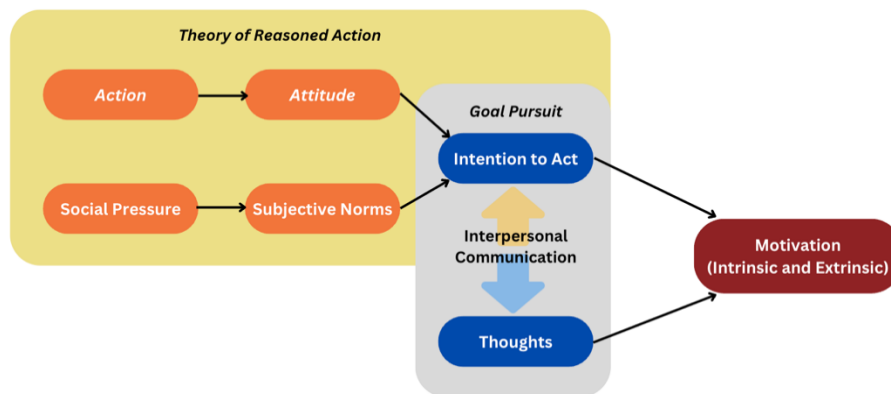 Theory of Reasoned Action
Action
Attitude
Goal Pursuit
Intention to Act
Social Pressure
Subjective Norms
Interpersonal
Communication
Motivation
(Intrinsic and Extrinsic)
Thoughts